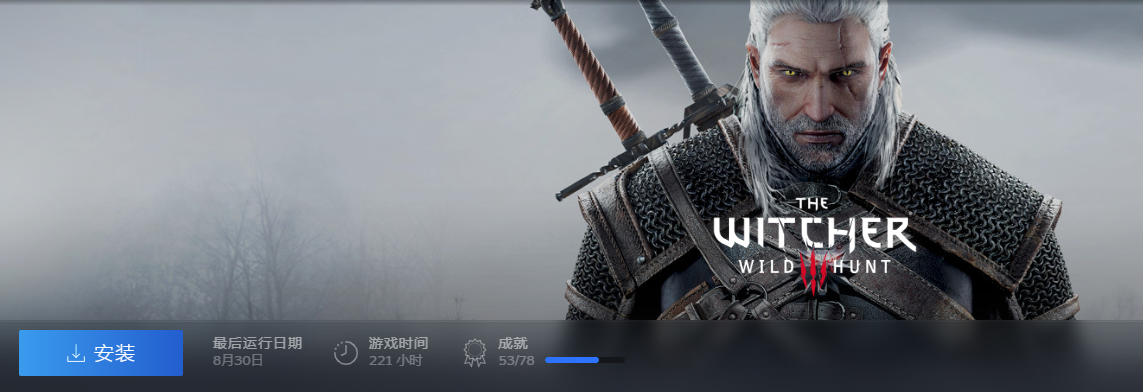 THE
WITCHER
WILD HUNT
安装
最后运行日期
8月30日
游戏时间
221 小时
成就
53/78